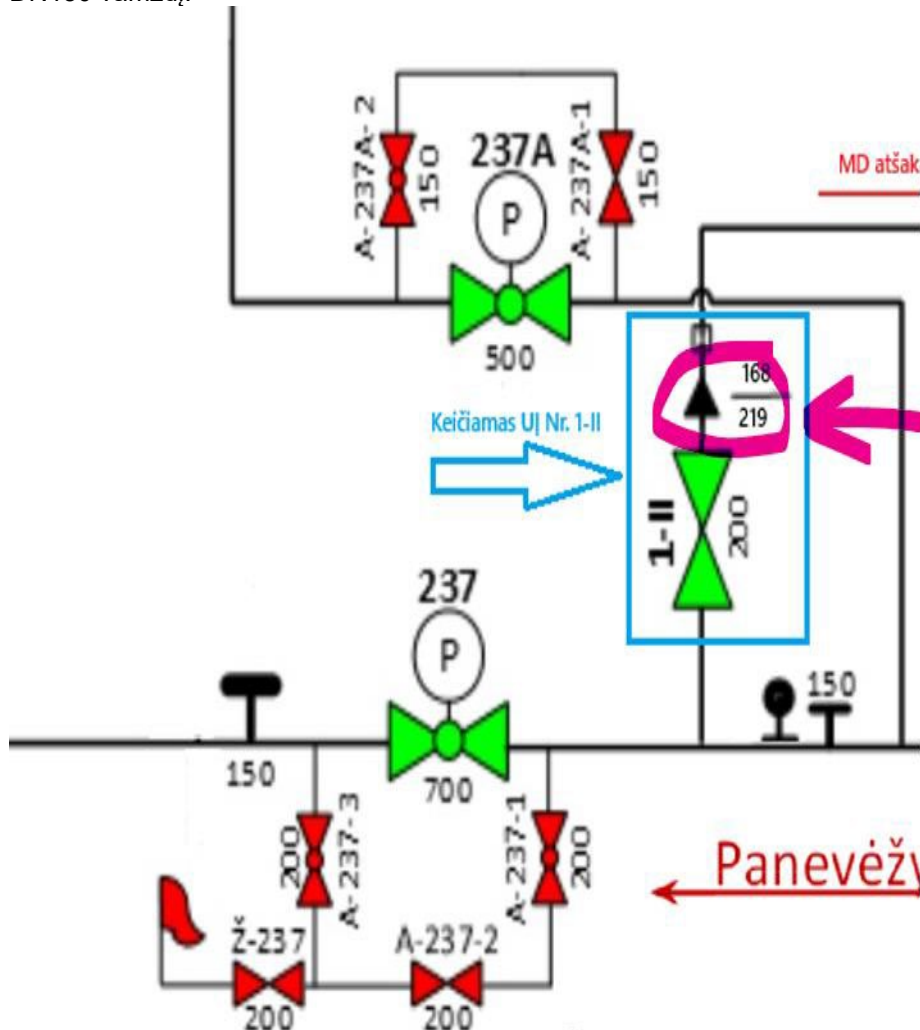 A-237A-2
150
237A
P
A-237A-1
150
MD atšak
500
168
219
Keičiamas UĮ Nr. 1-II
1-II
200
237
P
150
150
700
200
A-237-3
A-237-1
200
Panevėžy
Ž-237
A-237-2
200
200